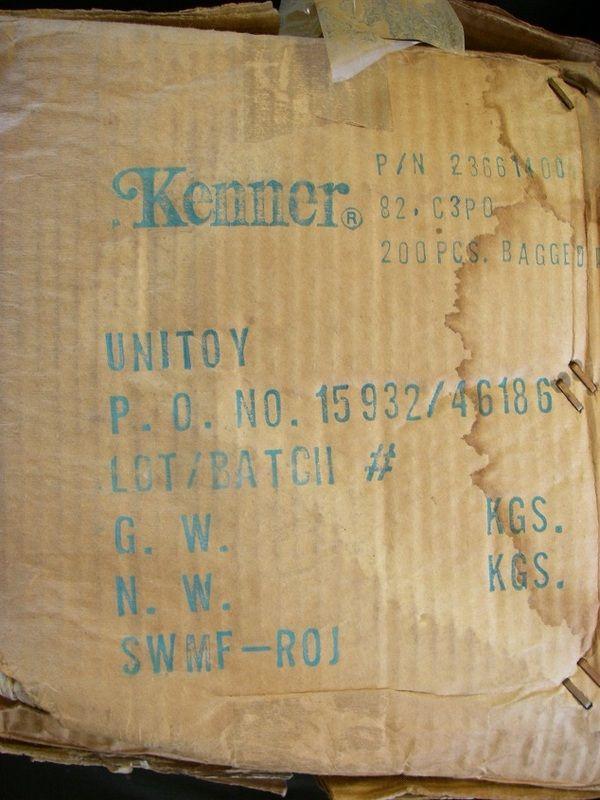 Kenner®
P/N 23661400
82. C3PO
200 PCS. BAGGED
UNITOY
P. O. NO. 15932/46186
LOT/BATCH #
G. W. KGS.
N. W. KGS.
SWMF-ROJ